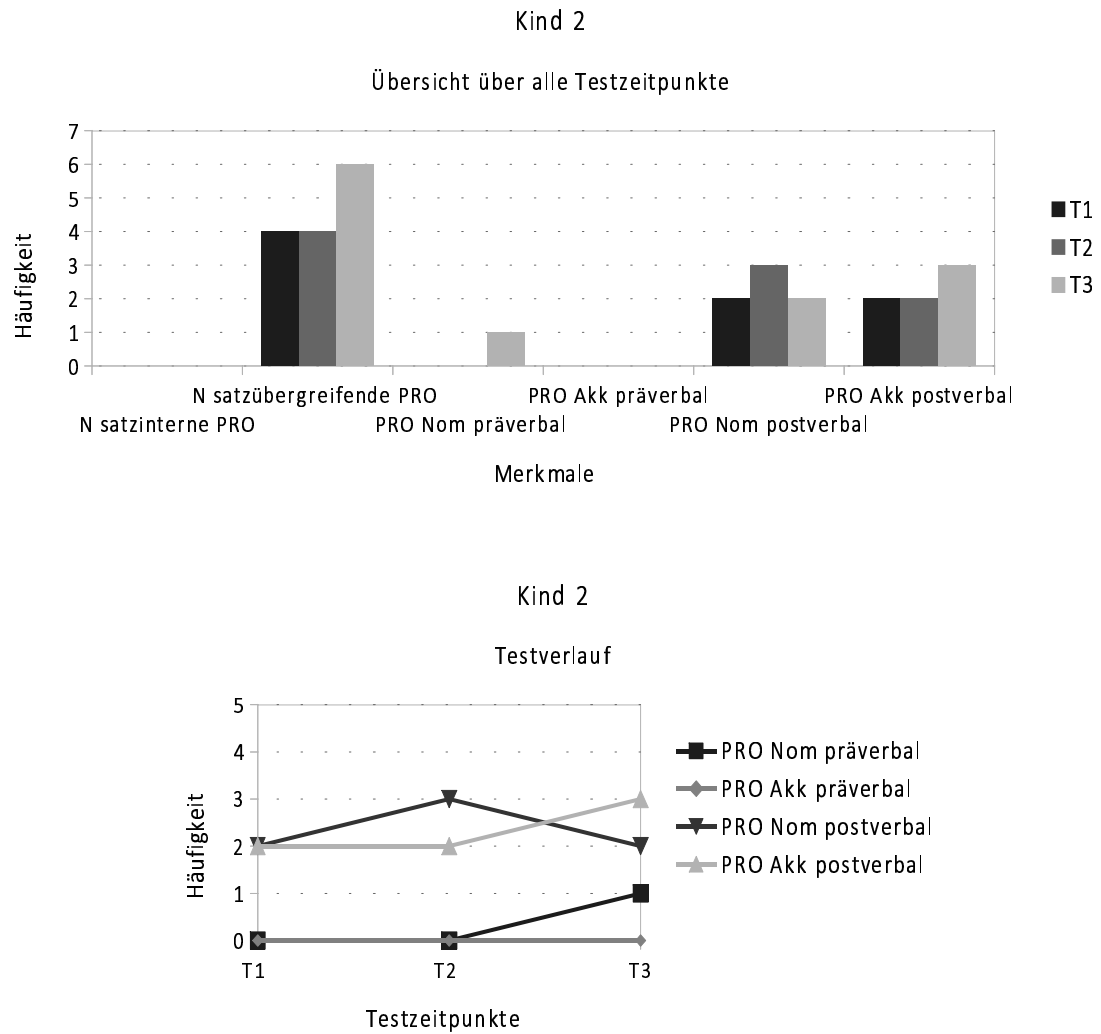 Kind 2
Übersicht über alle Testzeitpunkte
7
6
5
4
3
2
1
0
Häufigkeit
T1
T2
T3
N satzübergreifende PRO
PRO Akk präverbal
PRO Akk postverbal
N satzinterne PRO
PRO Nom präverbal
PRO Nom postverbal
Merkmale
Kind 2
Testverlauf
5
4
3
2
1
0
Häufigkeit
PRO Nom präverbal
PRO Akk präverbal
PRO Nom postverbal
PRO Akk postverbal
T1
T2
T3
Testzeitpunkte